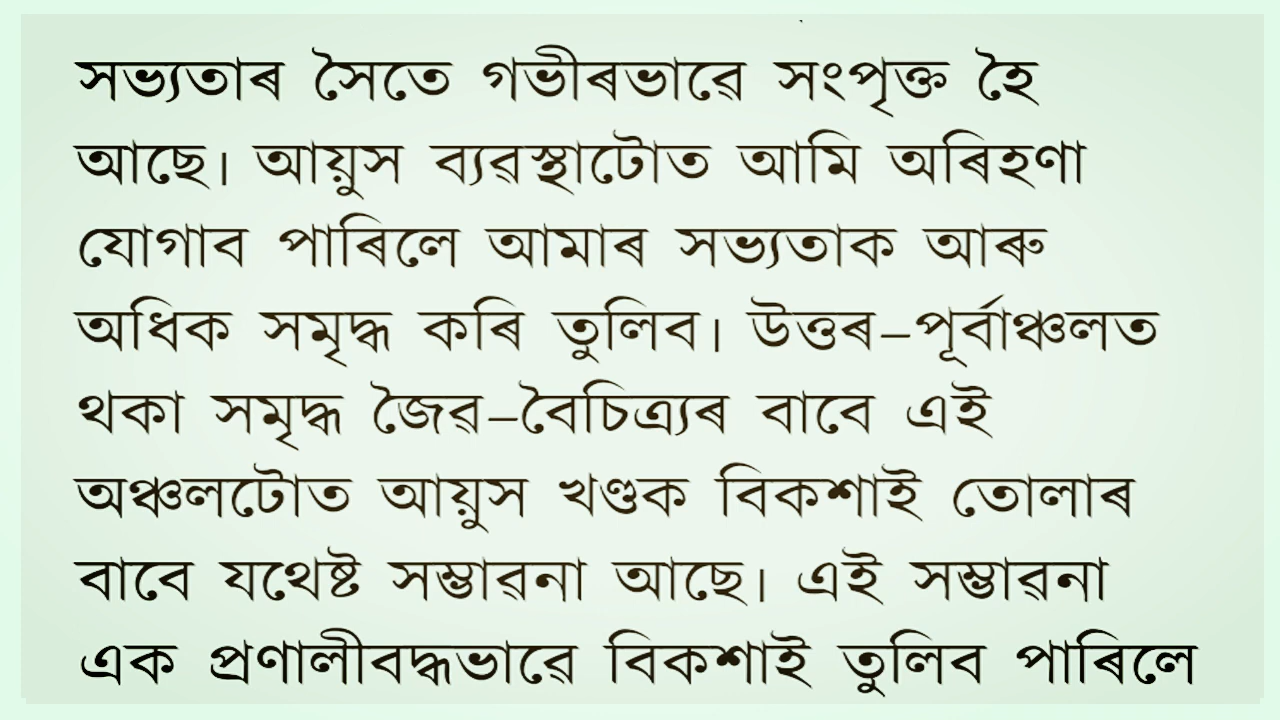 সভ্যতাৰ সৈতে গভীৰভাৱে সংপৃক্ত হৈ
আছে। আয়ুস ব্যৱস্থাটোত আমি অৰিহণা
যোগাব পাৰিলে আমাৰ সভ্যতাক আৰু
অধিক সমৃদ্ধ কৰি তুলিব। উত্তৰ–পূৰ্বাঞ্চলত
থকা সমৃদ্ধ জৈৱ–বৈচিত্ৰ্যৰ বাবে এই
অঞ্চলটোত আয়ুস খণ্ডক বিকশাই তোলাৰ
বাবে যথেষ্ট সম্ভাৱনা আছে। এই সম্ভাৱনা
এক প্ৰণালীবদ্ধভাৱে বিকশাই তুলিব পাৰিলে